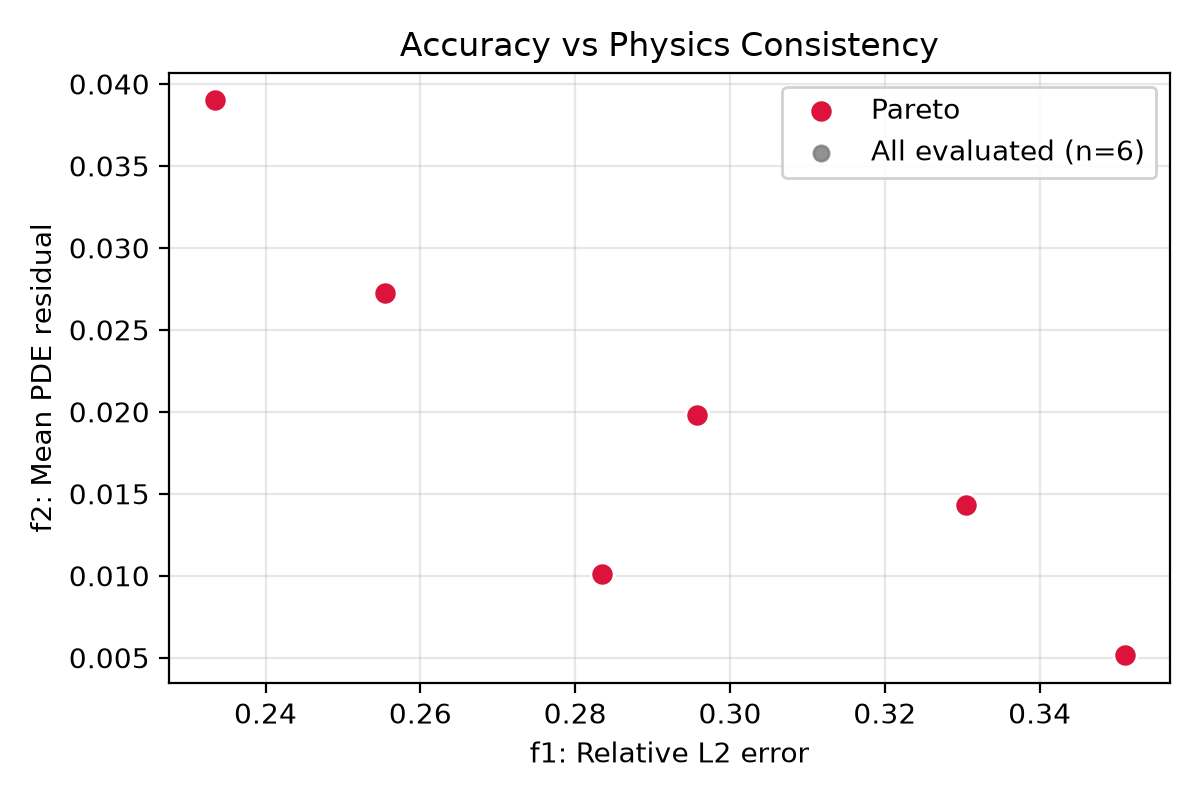 Accuracy vs Physics Consistency
Pareto
All evaluated (n=6)
f2: Mean PDE residual
0.040
0.035
0.030
0.025
0.020
0.015
0.010
0.005
0.24
0.26
0.28
0.30
0.32
0.34
f1: Relative L2 error